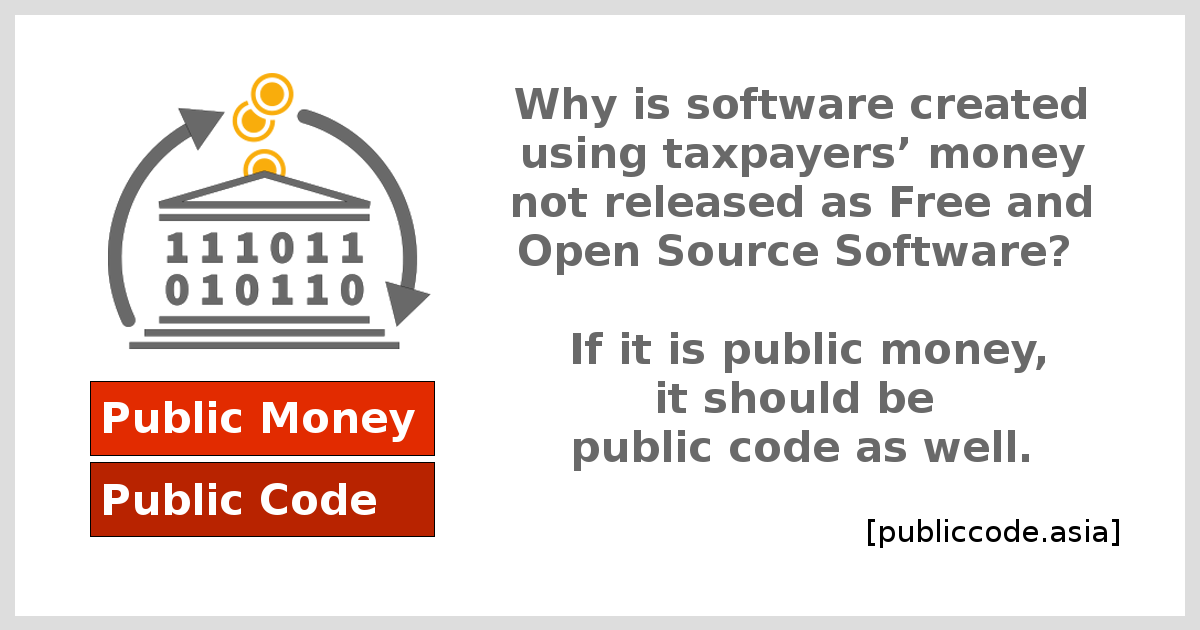 111011
010110
Public Money
Public Code
Why is software created
using taxpayers’ money
not released as Free and
Open Source Software?
If it is public money,
it should be
public code as well.
[publiccode.asia]